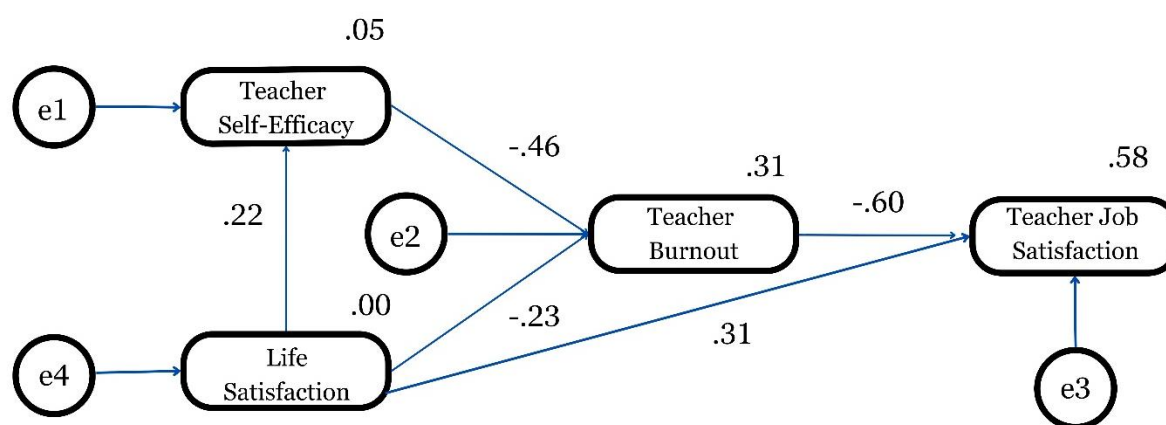 .05
e1
Teacher
Self-Efficacy
-.46
.31
.58
.22
e2
Teacher
Burnout
-.60
Teacher Job
Satisfaction
.00
-.23
.31
e4
Life
Satisfaction
e3